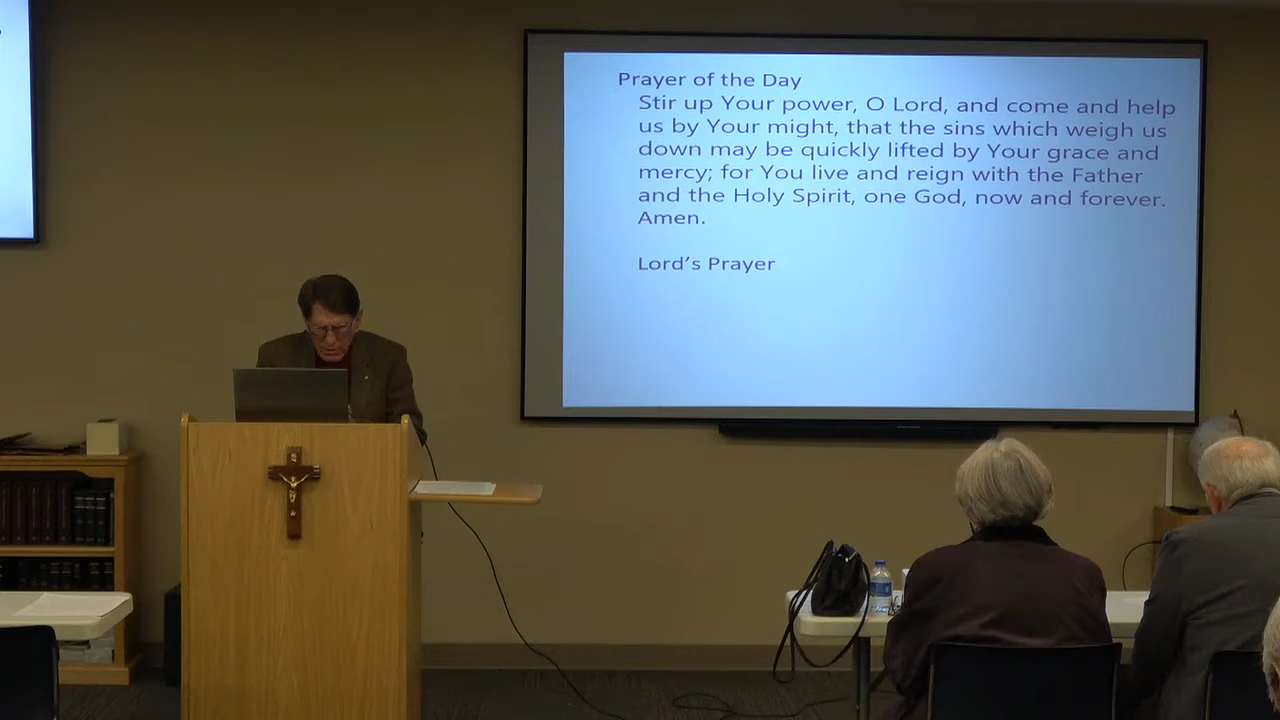 Prayer of the Day
Stir up Your power, O Lord, and come and help
us by Your might, that the sins which weigh us
down may be quickly lifted by Your grace and
mercy; for You live and reign with the Father
and the Holy Spirit, one God, now and forever.
Amen.
Lord’s Prayer